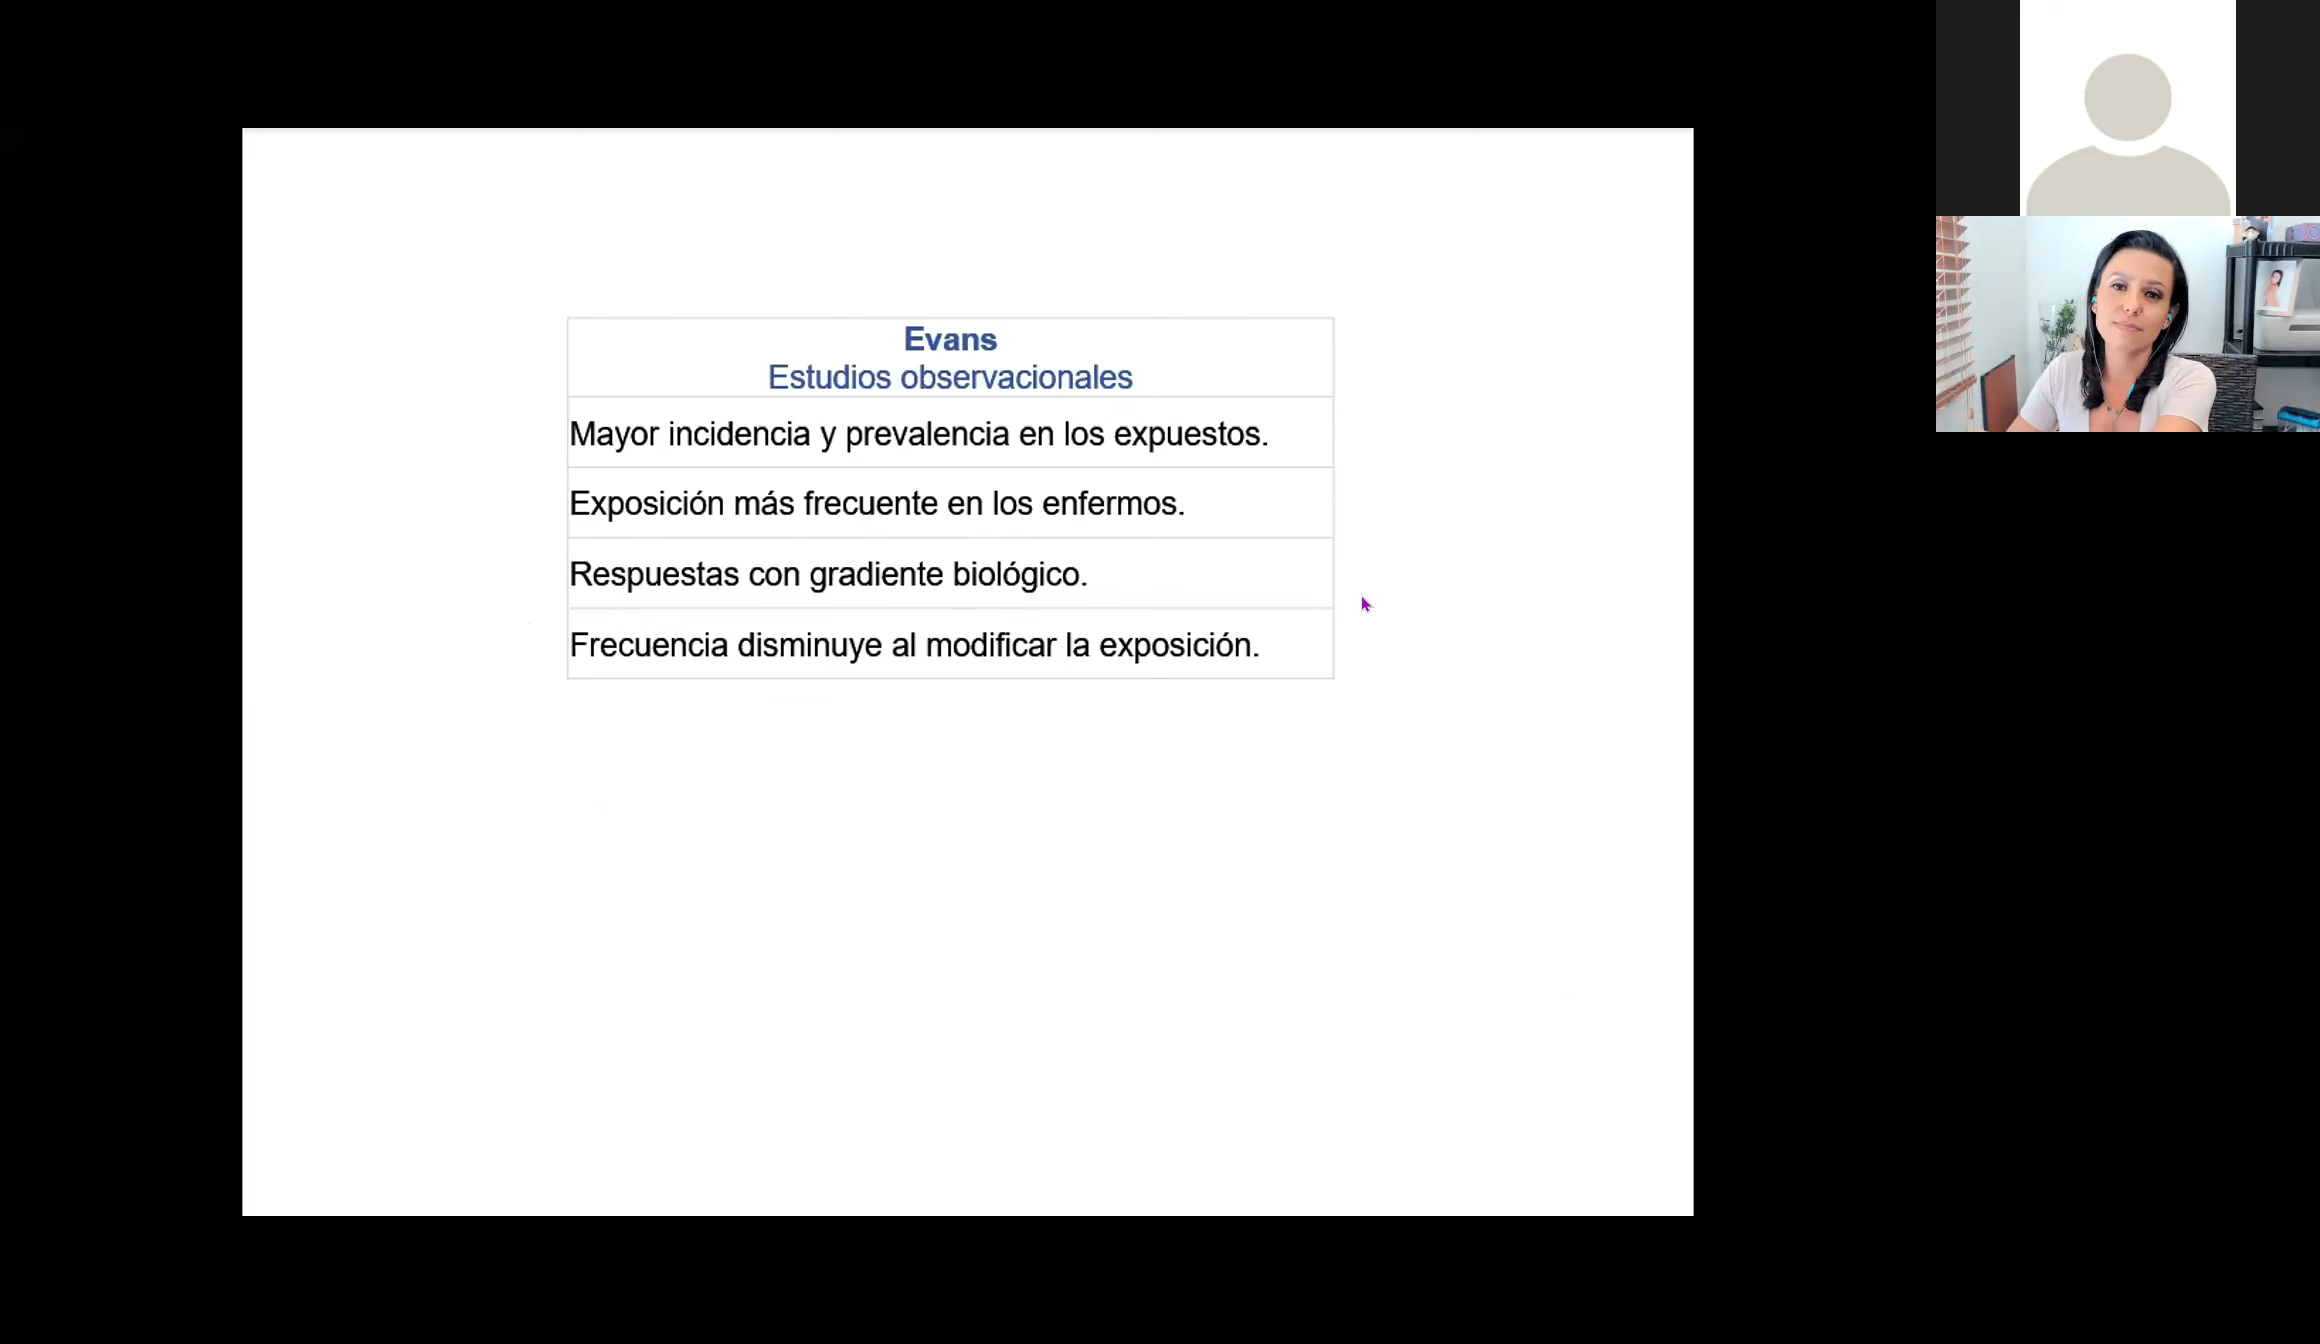 Evans
Estudios observacionales
Mayor incidencia y prevalencia en los expuestos.
Exposición más frecuente en los enfermos.
Respuestas con gradiente biológico.
Frecuencia disminuye al modificar la exposición.